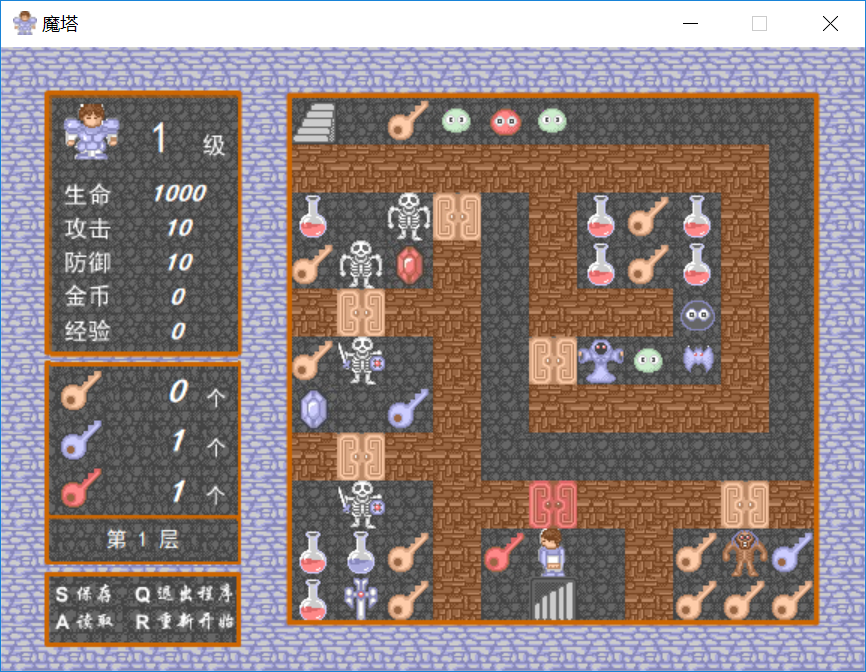 魔塔
1 级
生命 1000
攻击 10
防御 10
金币 0
经验 0
0 个
1 个
1 个
第 1 层
S 保存 Q 退出程序
A 读取 R 重新开始